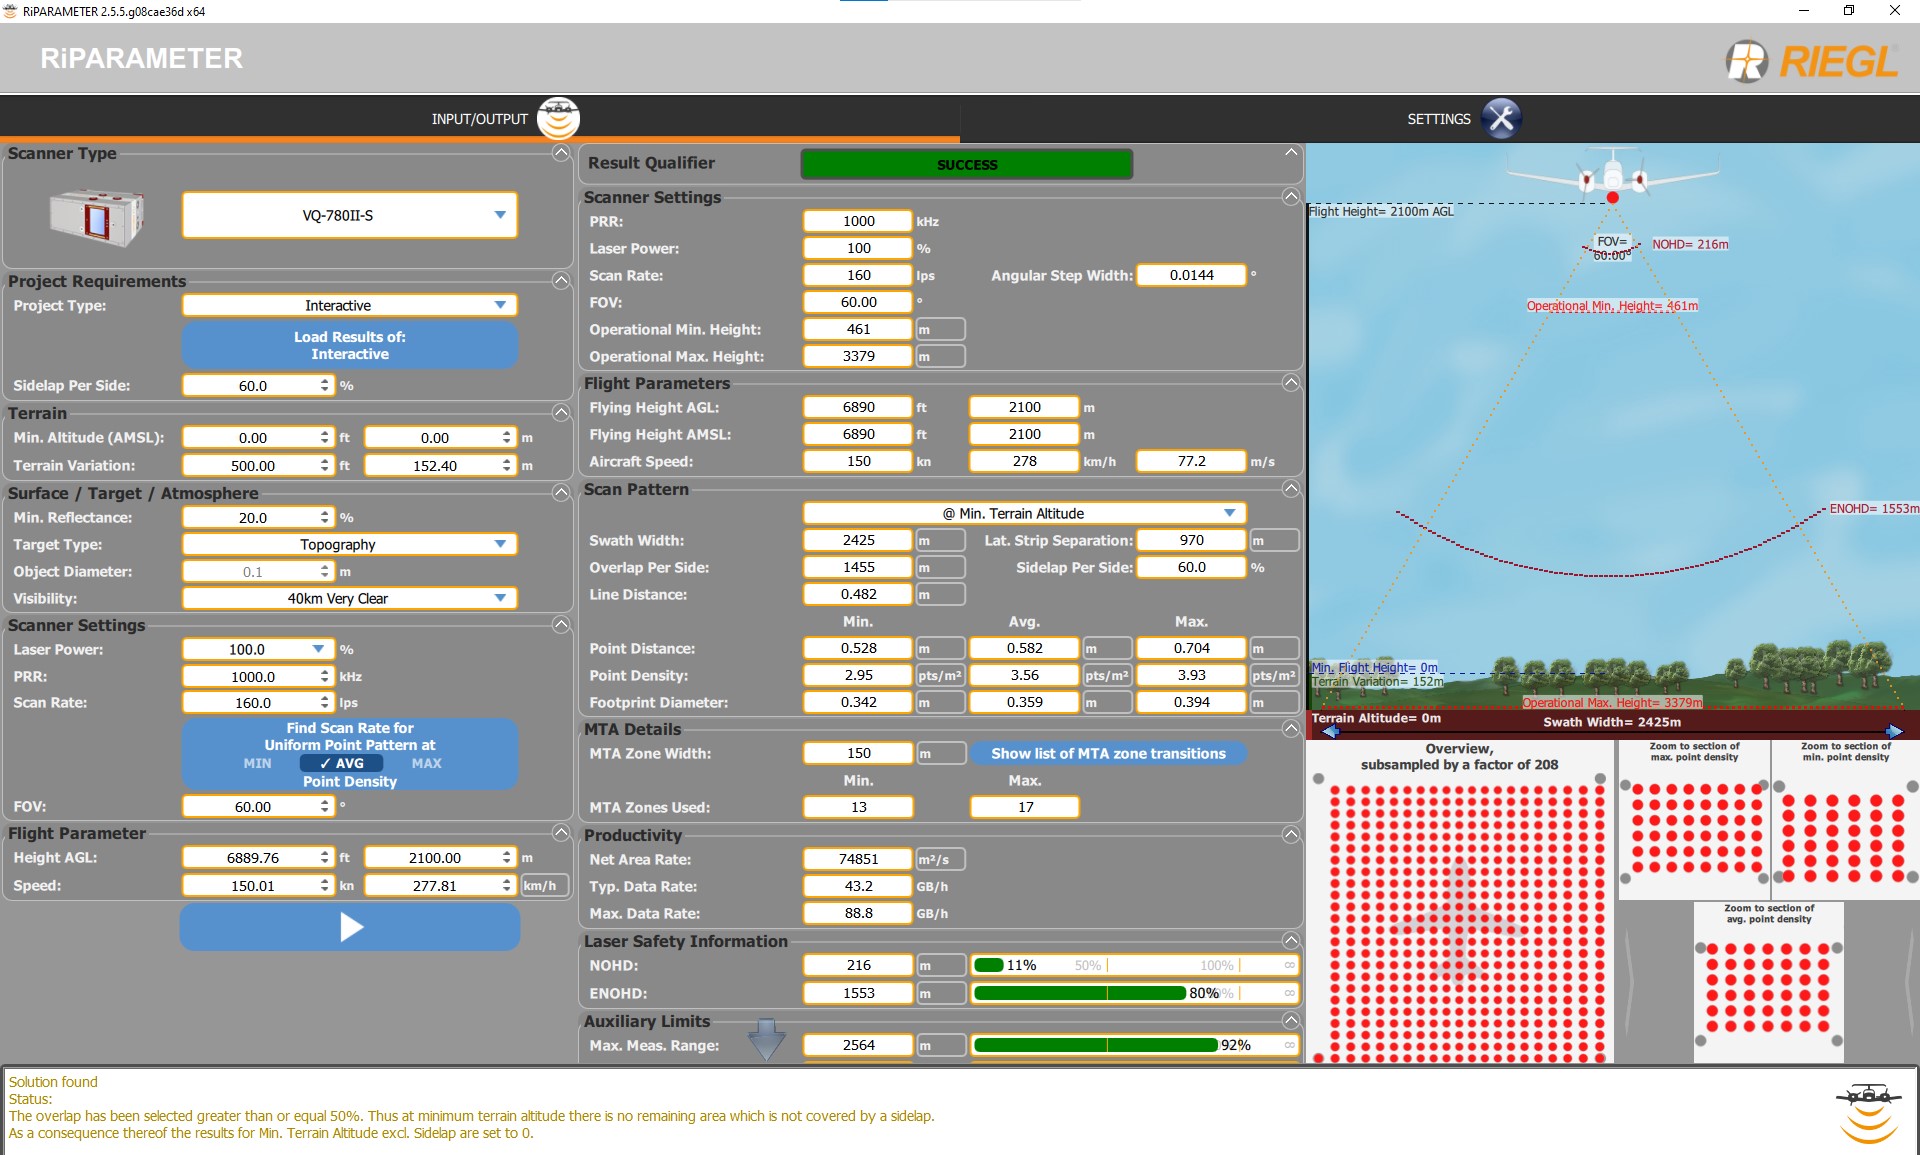 RiPARAMETER 2.5.5.g08cae36d x64
RiPARAMETER
RIEGL
INPUT/OUTPUT
SETTINGS
Scanner Type
VQ-780II-S
Project Requirements
Project Type: Interactive
Load Results of:
Interactive
Sidelap Per Side: 60.0 %
Terrain
Min. Altitude (AMSL): 0.00 ft 0.00 m
Terrain Variation: 500.00 ft 152.40 m
Surface / Target / Atmosphere
Min. Reflectance: 20.0 %
Target Type: Topography
Object Diameter: 0.1 m
Visibility: 40km Very Clear
Scanner Settings
Laser Power: 100.0 %
PRR: 1000.0 kHz
Scan Rate: 160.0 lps
Find Scan Rate for
Uniform Point Pattern at
MIN ✓ AVG MAX
Point Density
FOV: 60.00 °
Flight Parameter
Height AGL: 6889.76 ft 2100.00 m
Speed: 150.01 kn 277.81 km/h
Result Qualifier SUCCESS
Scanner Settings
PRR: 1000 kHz
Laser Power: 100 %
Scan Rate: 160 lps Angular Step Width: 0.0144 °
FOV: 60.00 °
Operational Min. Height: 461 m
Operational Max. Height: 3379 m
Flight Parameters
Flying Height AGL: 6890 ft 2100 m
Flying Height AMSL: 6890 ft 2100 m
Aircraft Speed: 150 kn 278 km/h 77.2 m/s
Scan Pattern
@ Min. Terrain Altitude
Swath Width: 2425 m Lat. Strip Separation: 970 m
Overlap Per Side: 1455 m Sidelap Per Side: 60.0 %
Line Distance: 0.482 m
Min. Avg. Max.
Point Distance: 0.528 m 0.582 m 0.704 m
Point Density: 2.95 pts/m² 3.56 pts/m² 3.93 pts/m²
Footprint Diameter: 0.342 m 0.359 m 0.394 m
MTA Details
MTA Zone Width: 150 m Show list of MTA zone transitions
Min. Max.
MTA Zones Used: 13 17
Productivity
Net Area Rate: 74851 m²/s
Typ. Data Rate: 43.2 GB/h
Max. Data Rate: 88.8 GB/h
Laser Safety Information
NOHD: 216 m 11% 50% 100% ∞
ENOHD: 1553 m 80% ∞
Auxiliary Limits
Max. Meas. Range: 2564 m 92% ∞
Flight Height= 2100m AGL
FOV=
60.00°
NOHD= 216m
Operational Min. Height= 461m
ENOHD= 1553m
Min. Flight Height= 0m
Terrain Variation= 152m
Operational Max. Height= 3379m
Terrain Altitude= 0m
Swath Width= 2425m
Overview,
subsampled by a factor of 208
Zoom to section of
max. point density
Zoom to section of
min. point density
Zoom to section of
avg. point density
Solution found
Status:
The overlap has been selected greater than or equal 50%. Thus at minimum terrain altitude there is no remaining area which is not covered by a sidelap.
As a consequence thereof the results for Min. Terrain Altitude excl. Sidelap are set to 0.